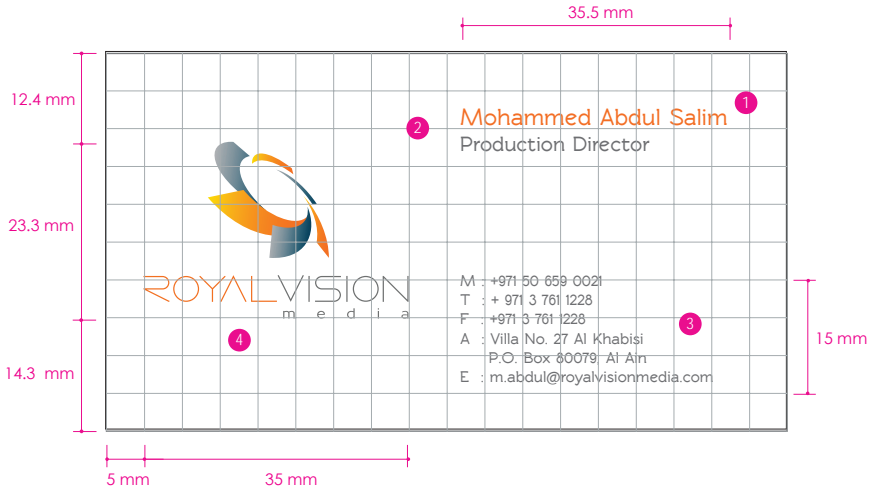 35.5 mm
12.4 mm
1
Mohammed Abdul Salim
2
Production Director
23.3 mm
ROYALVISION
media
M : +971 50 659 0021
T : + 971 3 761 1228
F : +971 3 761 1228
3
A : Villa No. 27 Al Khabisi
P.O. Box 80079, Al Ain
E : m.abdul@royalvisionmedia.com
4
15 mm
14.3 mm
5 mm
35 mm